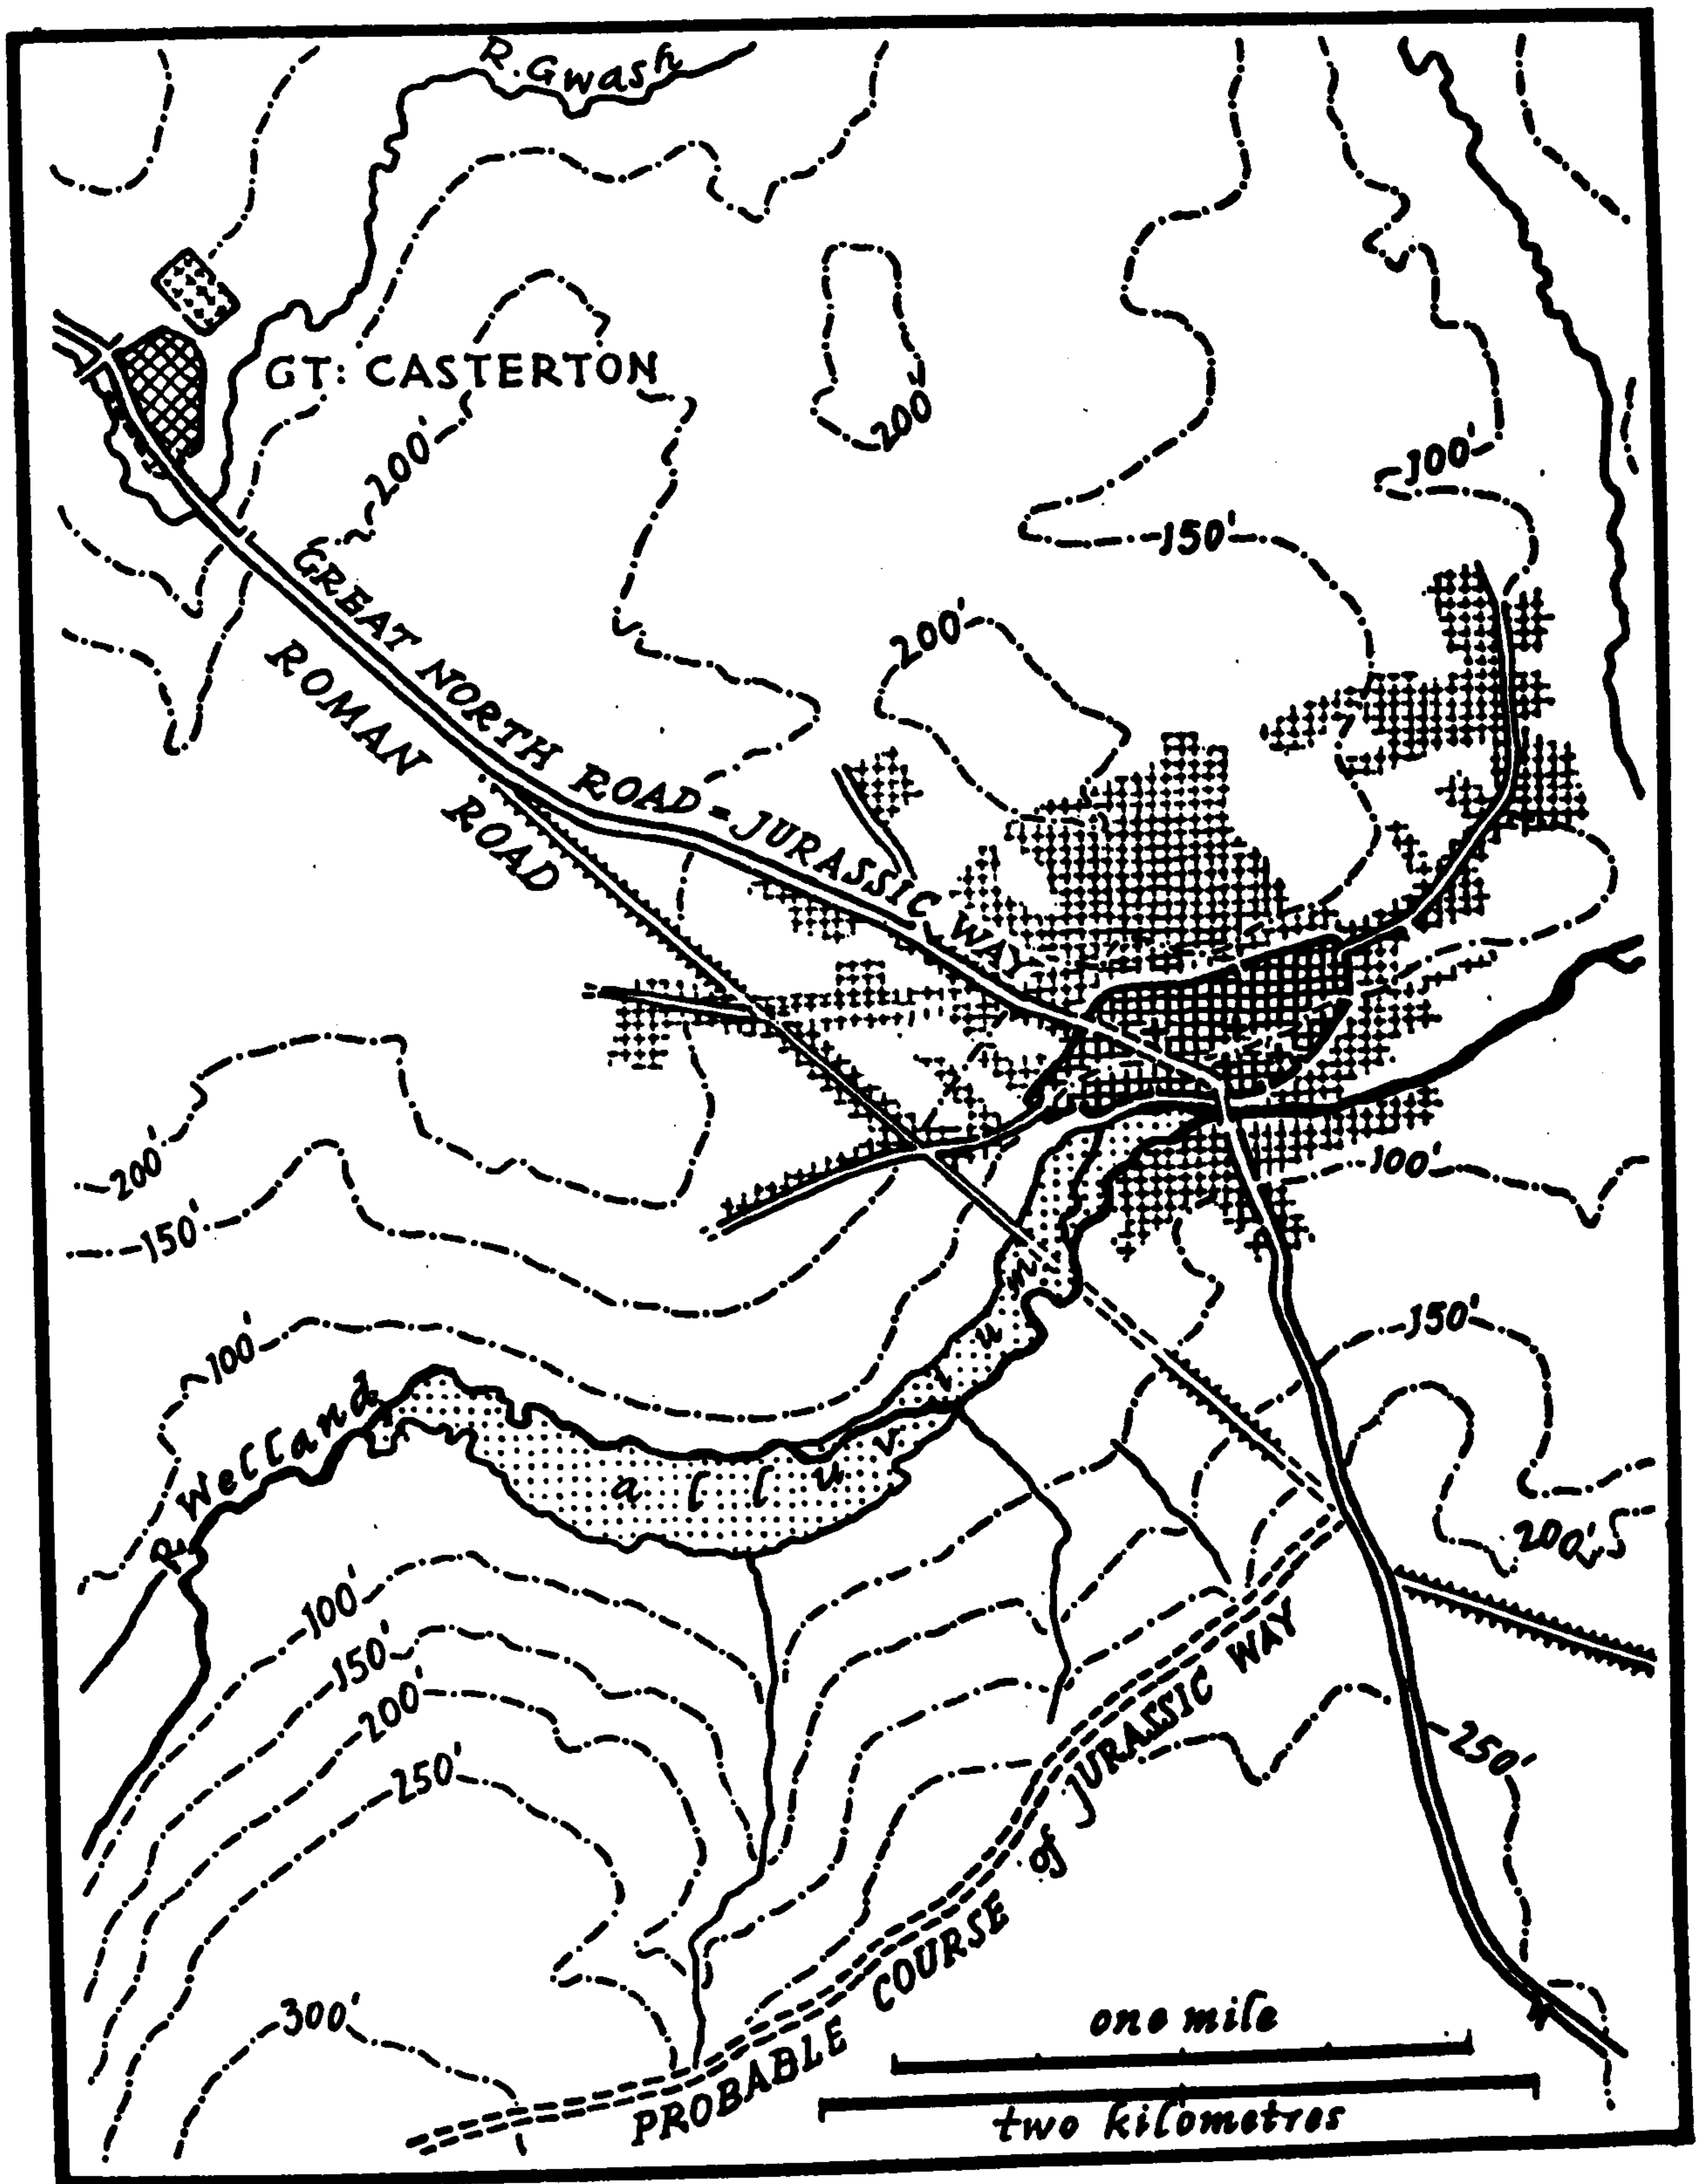 R. Gwash
GT: CASTERTON
200'
200'
100'
150'
GREAT NORTH ROAD = JURASSIC WAY
ROMAN ROAD
200'
200'
150'
100'
100'
150'
R. Welland
alluvium
200'
100'
150'
200'
250'
250'
300'
PROBABLE COURSE of JURASSIC WAY
one mile
two kilometres